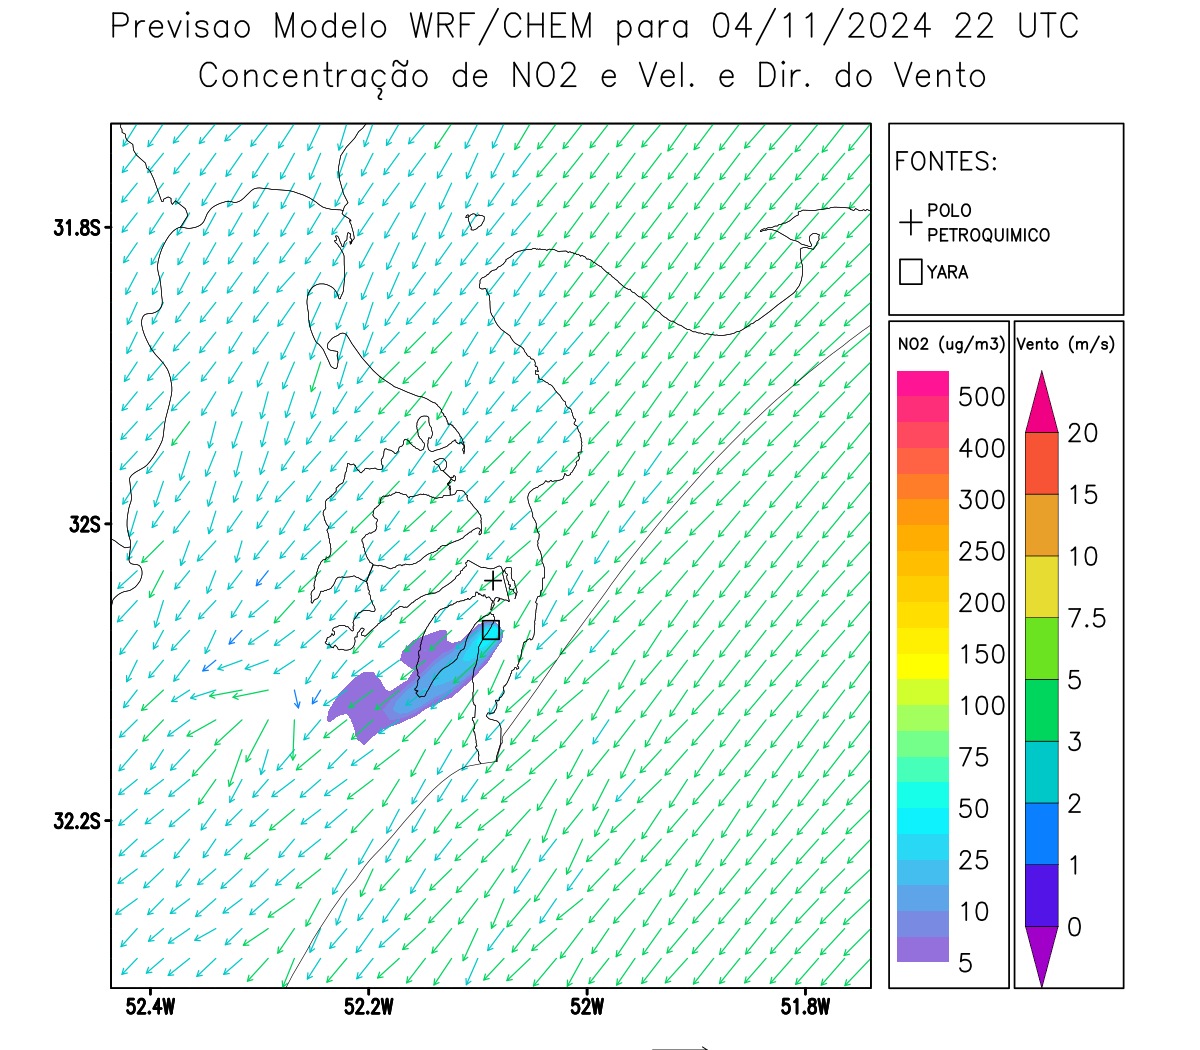 Previsao Modelo WRF/CHEM para 04/11/2024 22 UTC
Concentração de NO2 e Vel. e Dir. do Vento
FONTES:
POLO
PETROQUIMICO
YARA
NO2 (ug/m3)
500
400
300
250
200
150
100
75
50
25
10
5
Vento (m/s)
20
15
10
7.5
5
3
2
1
0
31.8S
32S
32.2S
52.4W
52.2W
52W
51.8W